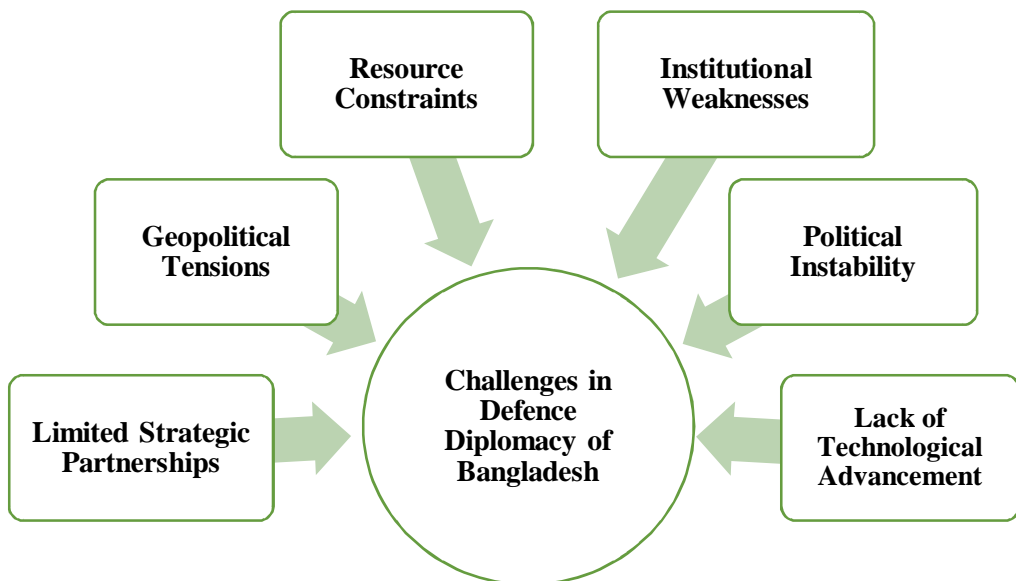 Resource
Constraints
Institutional
Weaknesses
Geopolitical
Tensions
Political
Instability
Limited Strategic
Partnerships
Challenges in
Defence
Diplomacy of
Bangladesh
Lack of
Technological
Advancement